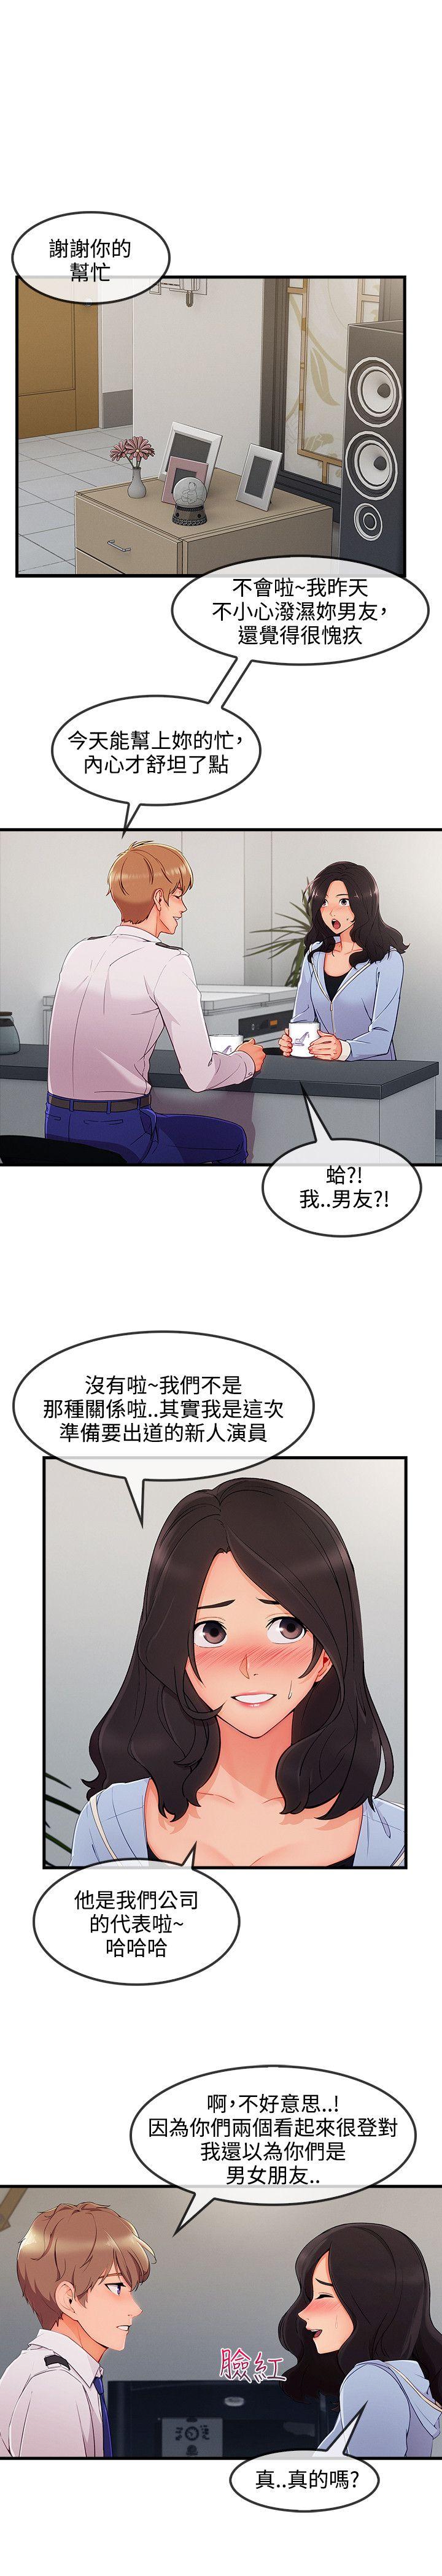 謝謝你的
幫忙
不會啦~我昨天
不小心潑濕妳男友,
還覺得很愧疚
今天能幫上妳的忙,
內心才舒坦了點
蛤?!
我..男友?!
沒有啦~我們不是
那種關係啦..其實我是這次
準備要出道的新人演員
他是我們公司
的代表啦~
哈哈哈
啊,不好意思..!
因為你們兩個看起來很登對
我還以為你們是
男女朋友..
臉紅
真..真的嗎?